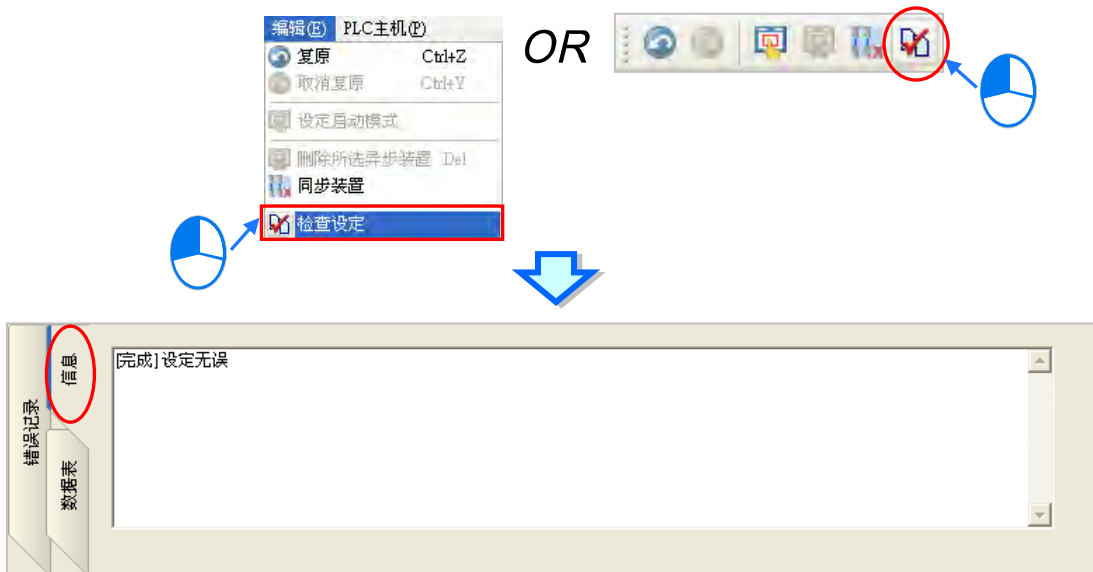 编辑(E) PLC主机(P)
复原 Ctrl+Z
取消复原 Ctrl+Y
设定启动模式
删除所选异步装置 Del
同步装置
检查设定
OR
错误记录
信息
数据表
[完成] 设定无误